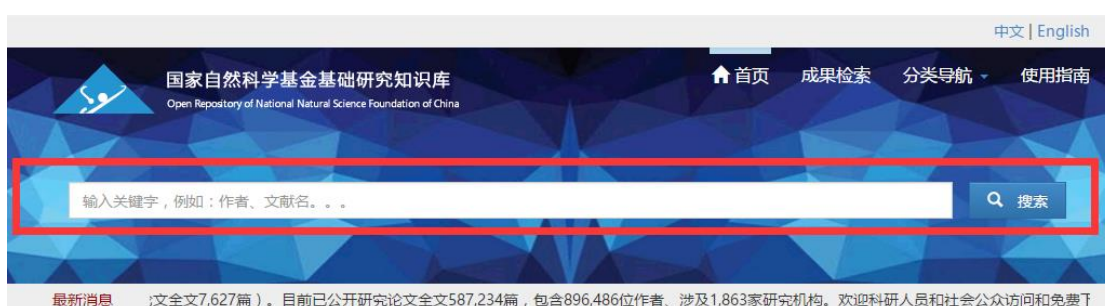 中文 | English
国家自然科学基金基础研究知识库
Open Repository of National Natural Science Foundation of China
首页 成果检索 分类导航 使用指南
输入关键字，例如：作者、文献名。。。
搜索
最新消息 文全文7,627篇）。目前已公开研究论文全文587,234篇，包含896,486位作者、涉及1,863家研究机构。欢迎科研人员和社会公众访问和免费下